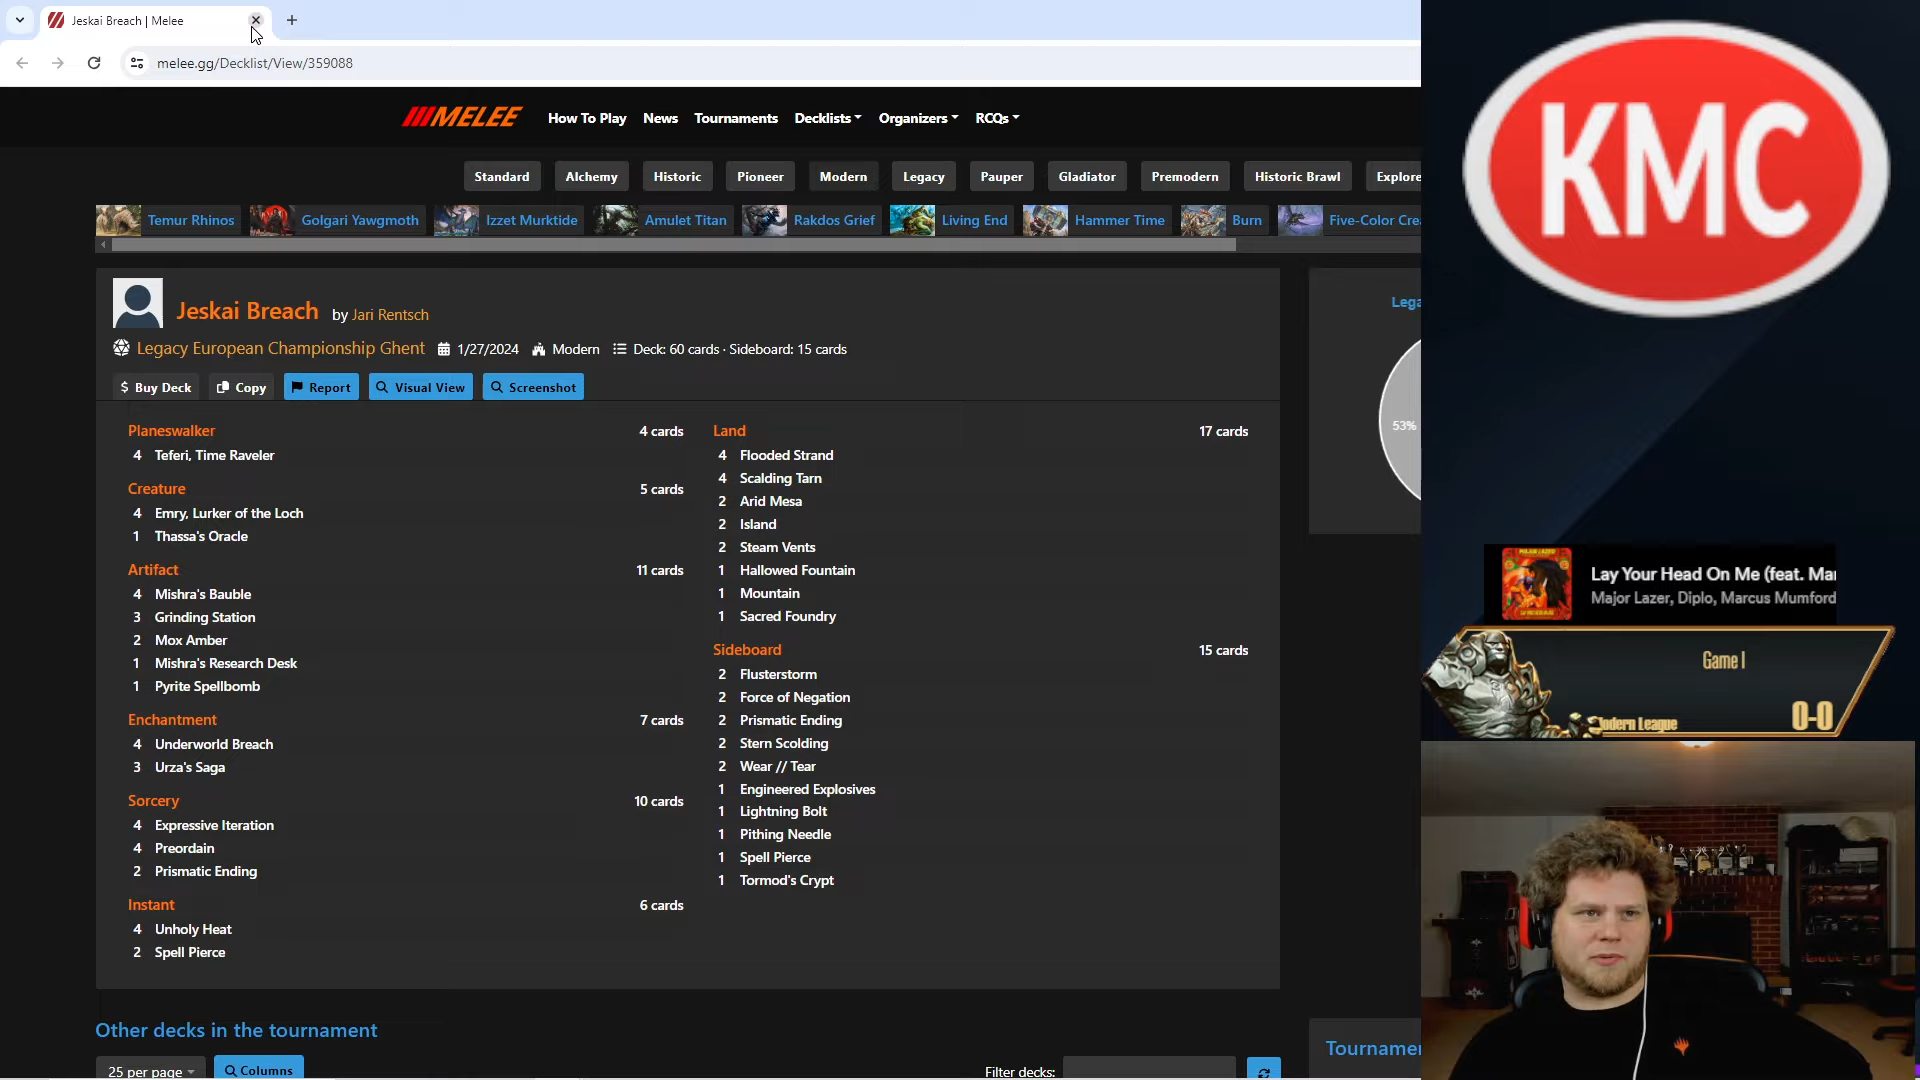 Jeskai Breach | Melee
melee.gg/Decklist/View/359088
MELEE How To Play News Tournaments Decklists Organizers RCQs
Standard Alchemy Historic Pioneer Modern Legacy Pauper Gladiator Premodern Historic Brawl Explore
Temur Rhinos Golgari Yawgmoth Izzet Murktide Amulet Titan Rakdos Grief Living End Hammer Time Burn Five-Color Crea
Jeskai Breach by Jari Rentsch
Legacy European Championship Ghent 1/27/2024 Modern Deck: 60 cards · Sideboard: 15 cards
$ Buy Deck Copy Report Visual View Screenshot
Planeswalker 4 cards
4 Teferi, Time Raveler
Creature 5 cards
4 Emry, Lurker of the Loch
1 Thassa's Oracle
Artifact 11 cards
4 Mishra's Bauble
3 Grinding Station
2 Mox Amber
1 Mishra's Research Desk
1 Pyrite Spellbomb
Enchantment 7 cards
4 Underworld Breach
3 Urza's Saga
Sorcery 10 cards
4 Expressive Iteration
4 Preordain
2 Prismatic Ending
Instant 6 cards
4 Unholy Heat
2 Spell Pierce
Land 17 cards
4 Flooded Strand
4 Scalding Tarn
2 Arid Mesa
2 Island
2 Steam Vents
1 Hallowed Fountain
1 Mountain
1 Sacred Foundry
Sideboard 15 cards
2 Flusterstorm
2 Force of Negation
2 Prismatic Ending
2 Stern Scolding
2 Wear // Tear
1 Engineered Explosives
1 Lightning Bolt
1 Pithing Needle
1 Spell Pierce
1 Tormod's Crypt
Lega
53%
Other decks in the tournament
25 per page Columns
Filter decks:
Tourname
KMC
Lay Your Head On Me (feat. Ma
Major Lazer, Diplo, Marcus Mumford
Game 1
Modern League
0-0